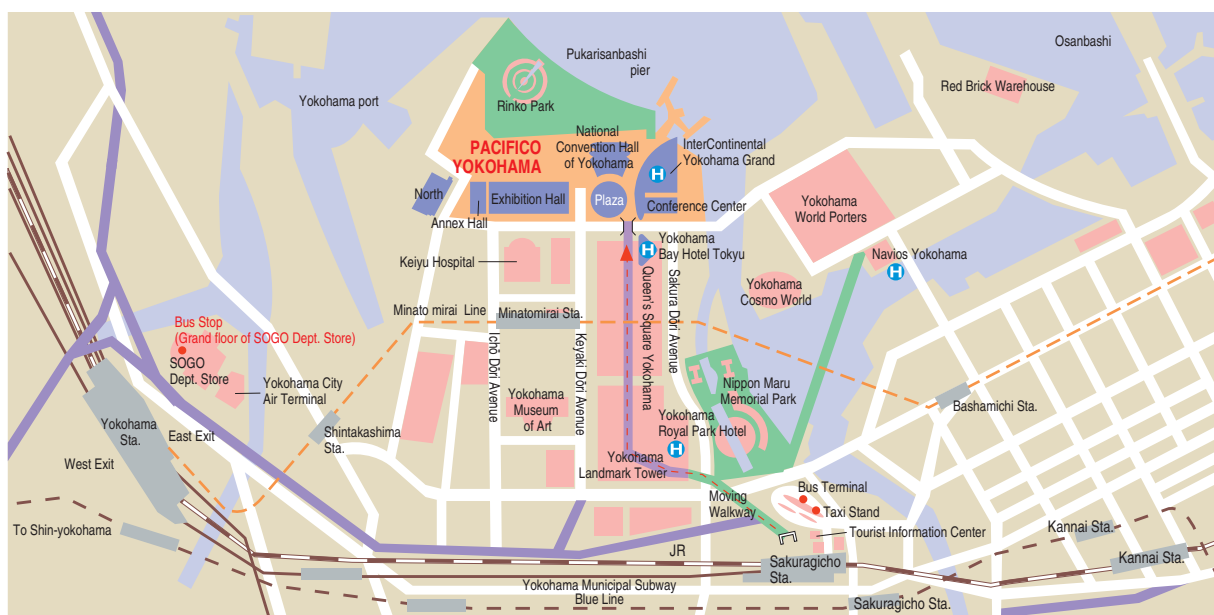 Pukarisanbashi
pier
Osanbashi
Yokohama port
Rinko Park
Red Brick Warehouse
PACIFICO
YOKOHAMA
National
Convention Hall
of Yokohama
InterContinental
Yokohama Grand
H
North
Annex Hall
Exhibition Hall
Plaza
Conference Center
Yokohama
World Porters
Keiyu Hospital
H
Yokohama
Bay Hotel Tokyu
Navios Yokohama
H
Yokohama
Cosmo World
Minato mirai Line
Minatomirai Sta.
Ichō Dōri Avenue
Keyaki Dōri Avenue
Queen's Square Yokohama
Sakura Dōri Avenue
Bus Stop
(Grand floor of SOGO Dept. Store)
SOGO
Dept. Store
Yokohama City
Air Terminal
Yokohama
Museum
of Art
Nippon Maru
Memorial Park
Bashamichi Sta.
Yokohama
Sta.
East Exit
West Exit
Shintakashima
Sta.
Yokohama
Royal Park Hotel
H
Yokohama
Landmark Tower
Moving
Walkway
Bus Terminal
Taxi Stand
Tourist Information Center
To Shin-yokohama
JR
Sakuragicho
Sta.
Kannai Sta.
Kannai Sta.
Yokohama Municipal Subway
Blue Line
Sakuragicho Sta.